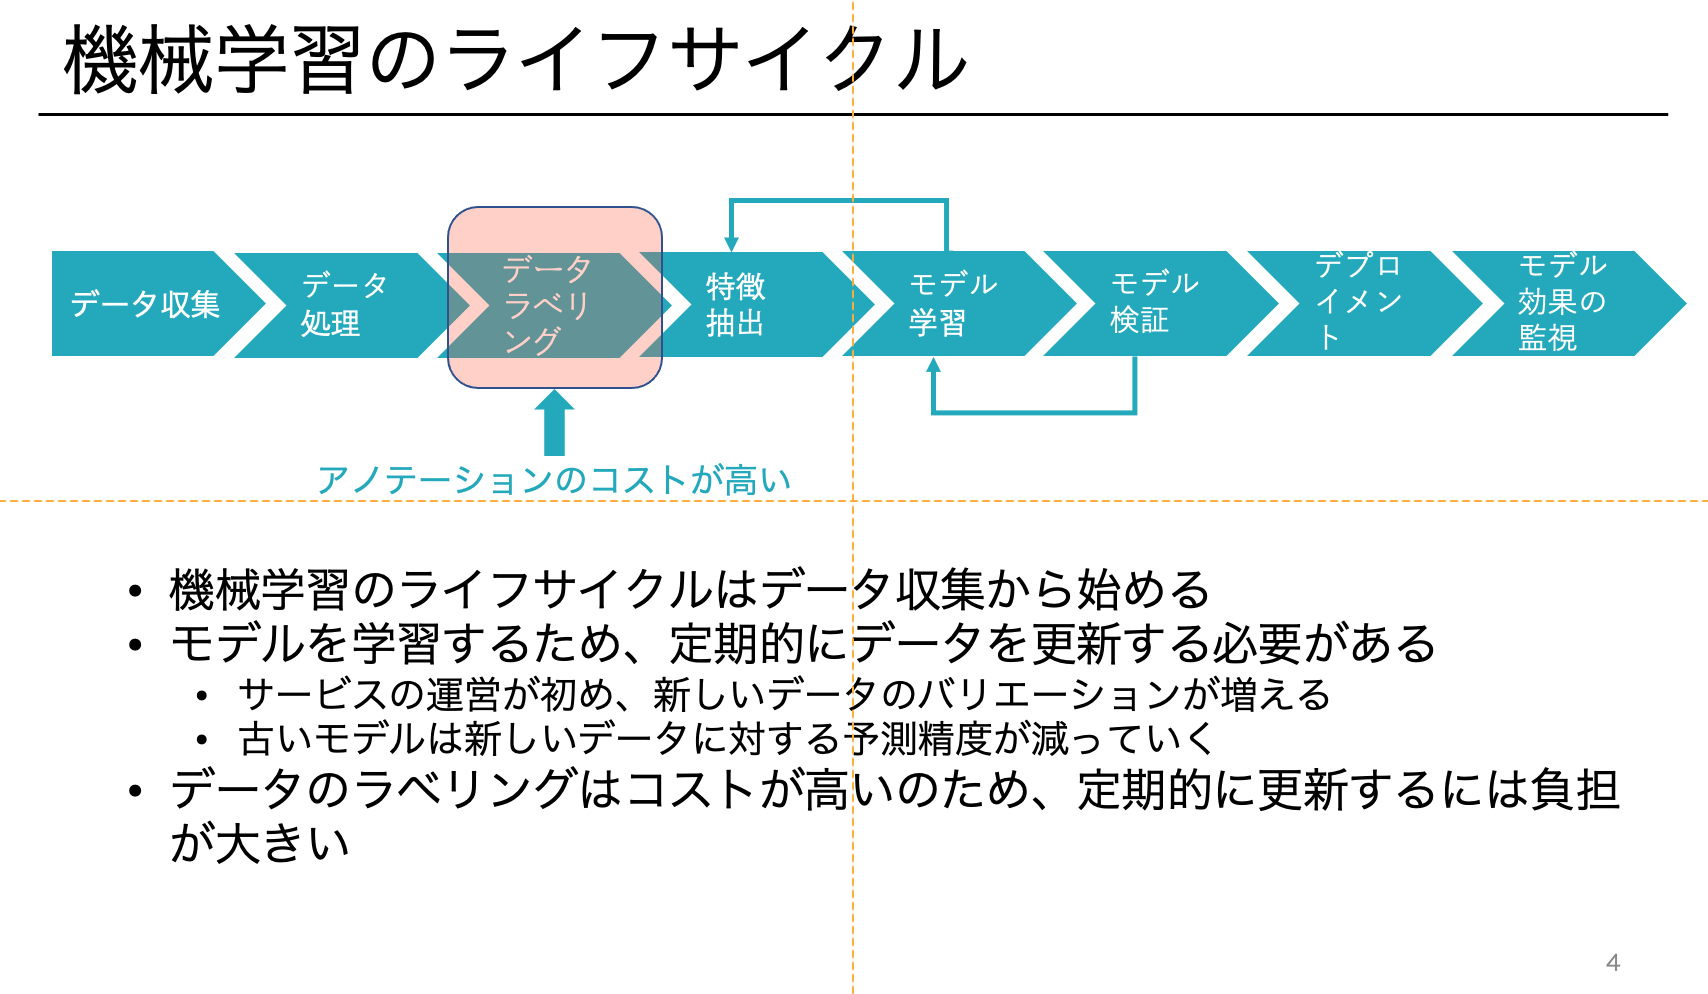 機械学習のライフサイクル
データ収集
データ
処理
データ
ラベリ
ング
特徴
抽出
モデル
学習
モデル
検証
デプロ
イメン
ト
モデル
効果の
監視
アノテーションのコストが高い
• 機械学習のライフサイクルはデータ収集から始める
• モデルを学習するため、定期的にデータを更新する必要がある
• サービスの運営が初め、新しいデータのバリエーションが増える
• 古いモデルは新しいデータに対する予測精度が減っていく
• データのラベリングはコストが高いのため、定期的に更新するには負担
が大きい
4